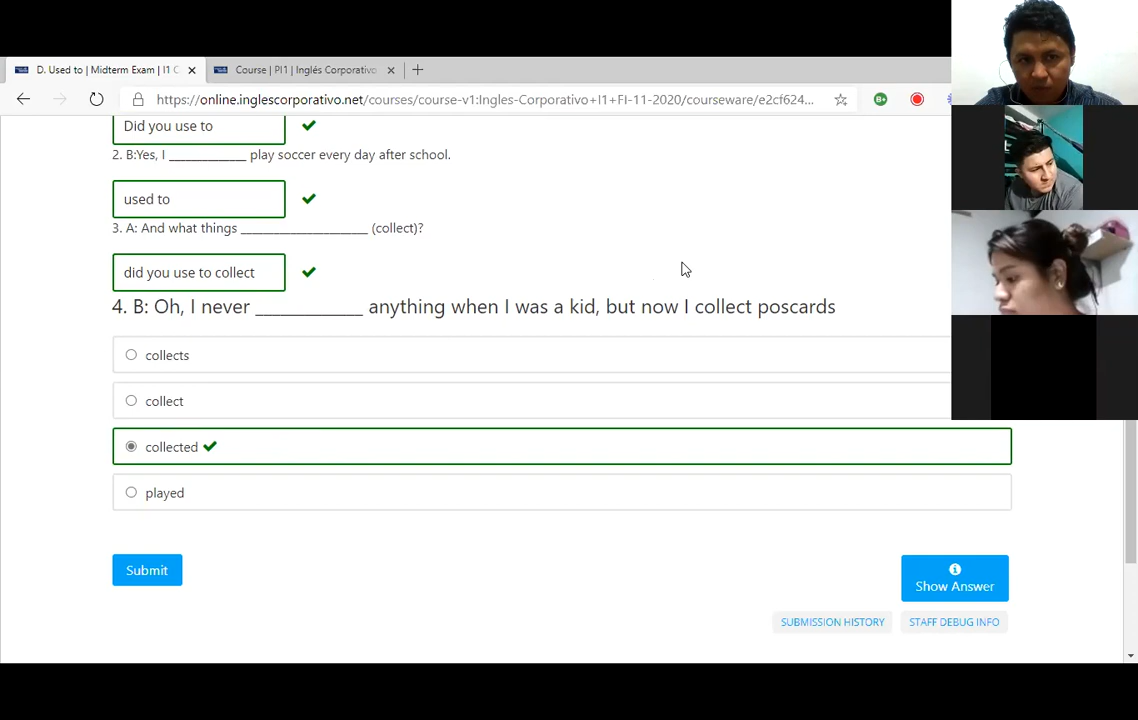 D. Used to | Midterm Exam | I1 C
Course | PI1 | Inglés Corporativo
https://online.inglescorporativo.net/courses/course-v1:Ingles-Corporativo+I1+FI-11-2020/courseware/e2cf624...
B+
Did you use to
2. B:Yes, I _____________ play soccer every day after school.
used to
3. A: And what things _____________________ (collect)?
did you use to collect
4. B: Oh, I never ____________ anything when I was a kid, but now I collect poscards
collects
collect
collected
played
Submit
Show Answer
SUBMISSION HISTORY
STAFF DEBUG INFO